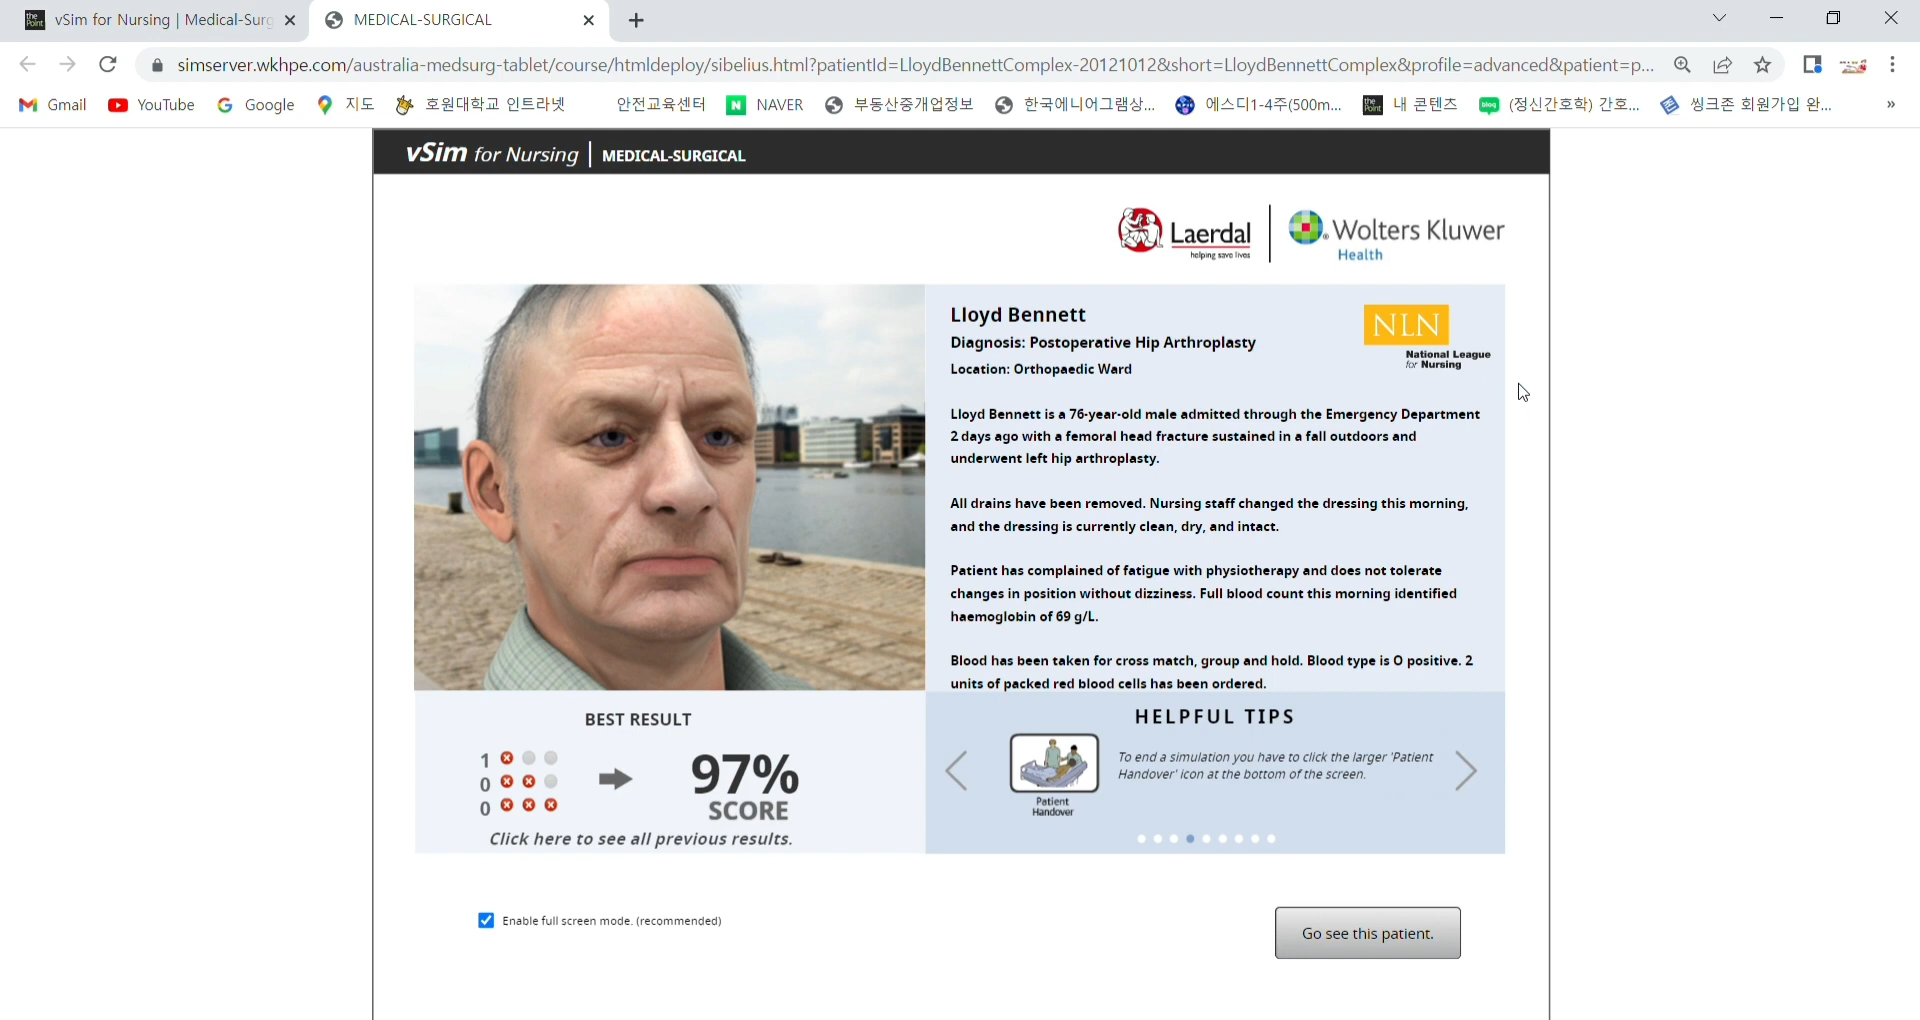 the Point
vSim for Nursing | Medical-Surg
MEDICAL-SURGICAL
simserver.wkhpe.com/australia-medsurg-tablet/course/htmldeploy/sibelius.html?patientId=LloydBennettComplex-20121012&short=LloydBennettComplex&profile=advanced&patient=p...
Gmail
YouTube
Google
지도
호원대학교 인트라넷
안전교육센터
NAVER
부동산중개업정보
한국에니어그램상...
에스디1-4주(500m...
내 콘텐츠
(정신간호학) 간호...
씽크존 회원가입 완...
»
vSim for Nursing | MEDICAL-SURGICAL
Laerdal
helping save lives
Wolters Kluwer
Health
Lloyd Bennett
Diagnosis: Postoperative Hip Arthroplasty
Location: Orthopaedic Ward
NLN
National League
for Nursing
Lloyd Bennett is a 76-year-old male admitted through the Emergency Department
2 days ago with a femoral head fracture sustained in a fall outdoors and
underwent left hip arthroplasty.
All drains have been removed. Nursing staff changed the dressing this morning,
and the dressing is currently clean, dry, and intact.
Patient has complained of fatigue with physiotherapy and does not tolerate
changes in position without dizziness. Full blood count this morning identified
haemoglobin of 69 g/L.
Blood has been taken for cross match, group and hold. Blood type is O positive. 2
units of packed red blood cells has been ordered.
BEST RESULT
1
0
0
97%
SCORE
Click here to see all previous results.
HELPFUL TIPS
To end a simulation you have to click the larger 'Patient
Handover' icon at the bottom of the screen.
Patient
Handover
Enable full screen mode. (recommended)
Go see this patient.